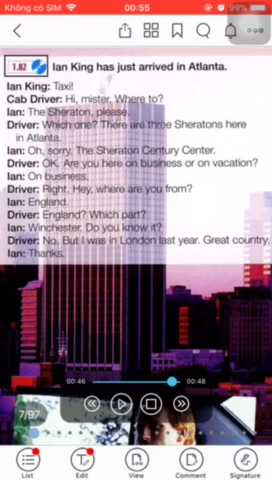 Không có SIM 00:55 99%
1.02 Ian King has just arrived in Atlanta.
Ian King: Taxi!
Cab Driver: Hi, mister. Where to?
Ian: The Sheraton, please.
Driver: Which one? There are three Sheratons here
in Atlanta.
Ian: Oh, sorry. The Sheraton Century Center.
Driver: OK. Are you here on business or on vacation?
Ian: On business.
Driver: Right. Hey, where are you from?
Ian: England.
Driver: England? Which part?
Ian: Winchester. Do you know it?
Driver: No. But I was in London last year. Great country.
Ian: Thanks.
00:46 00:48
7/97
List Edit View Comment Signature